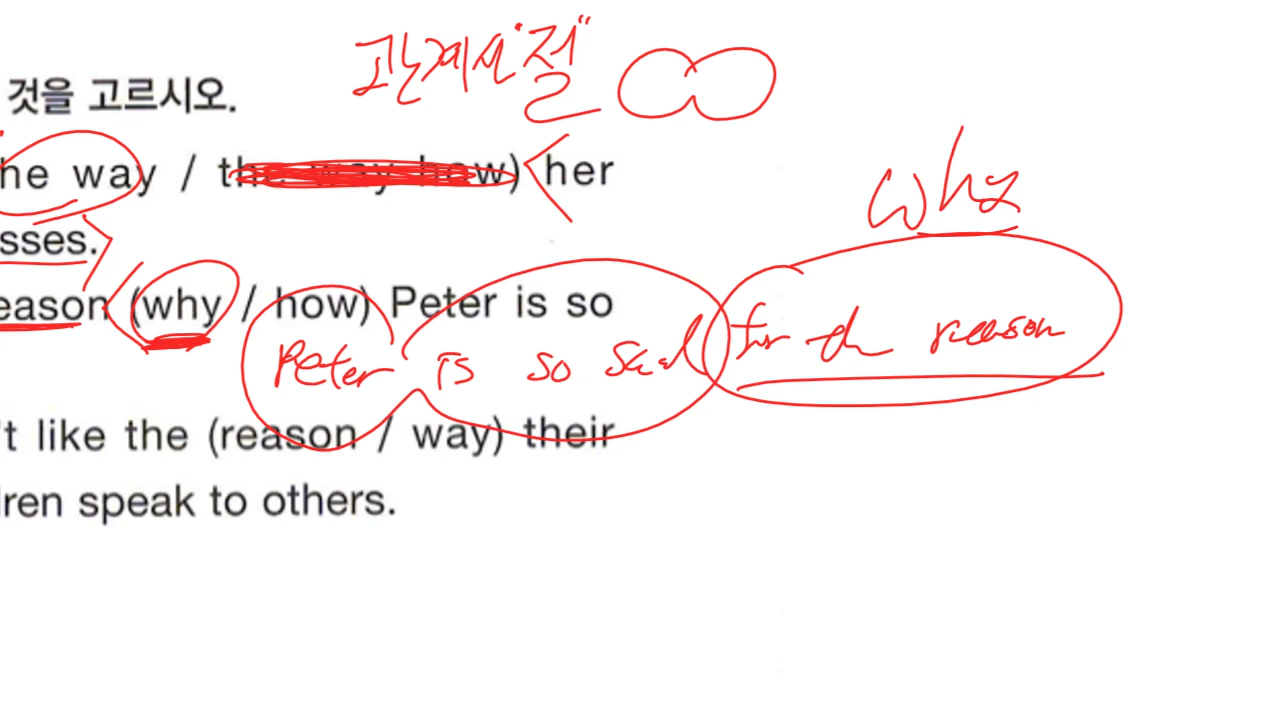 관계사"절"
것을 고르시오.
he way / the way how) her
why
sses.
eason (why / how) Peter is so
Peter is so sad for the reason
't like the (reason / way) their
ren speak to others.